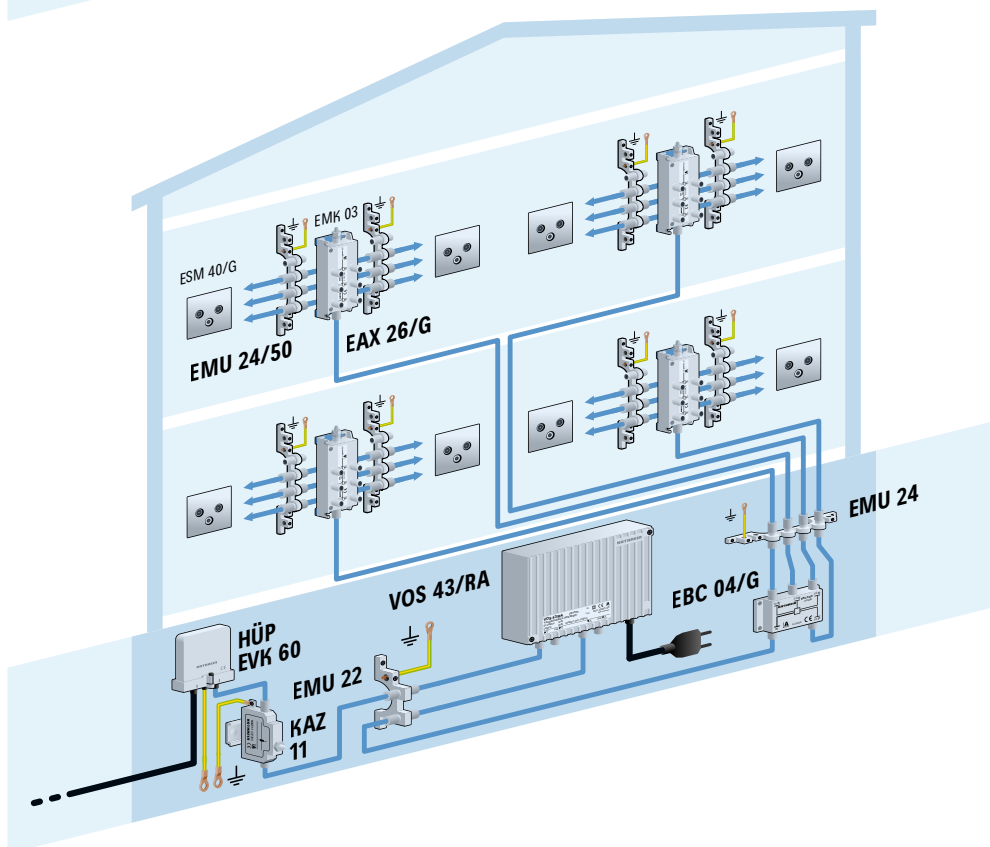 EMK 03
ESM 40/G
EAX 26/G
EMU 24/50
EMU 24
VOS 43/RA
EBC 04/G
HÜP
EVK 60
EMU 22
KAZ
11